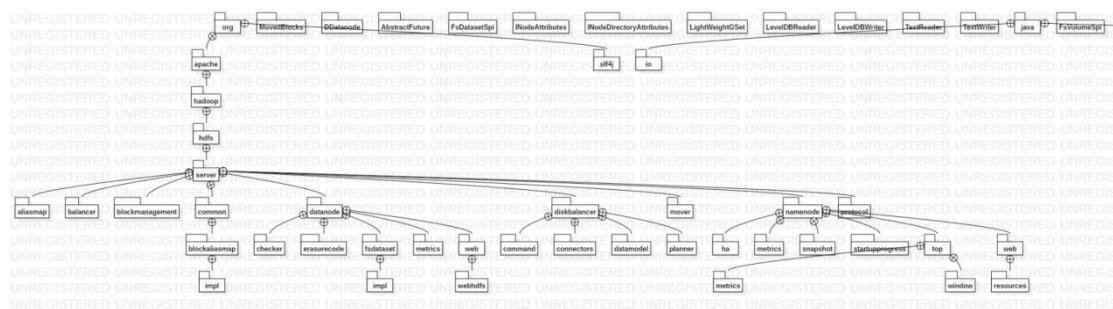 org MovedBlocks DDatanode AbstractFuture FsDatasetSpi INodeAttributes INodeDirectoryAttributes LightWeightGSet LevelDBReader LevelDBWriter TextReader TextWriter java FsVolumeSpi
apache slf4j io
hadoop
hdfs
server
aliasmap balancer blockmanagement common datanode diskbalancer mover namenode protocol
blockaliasmap checker erasurecode fsdataset metrics web command connectors datamodel planner ha metrics snapshot startupprogress top web
impl impl webhdfs metrics window resources